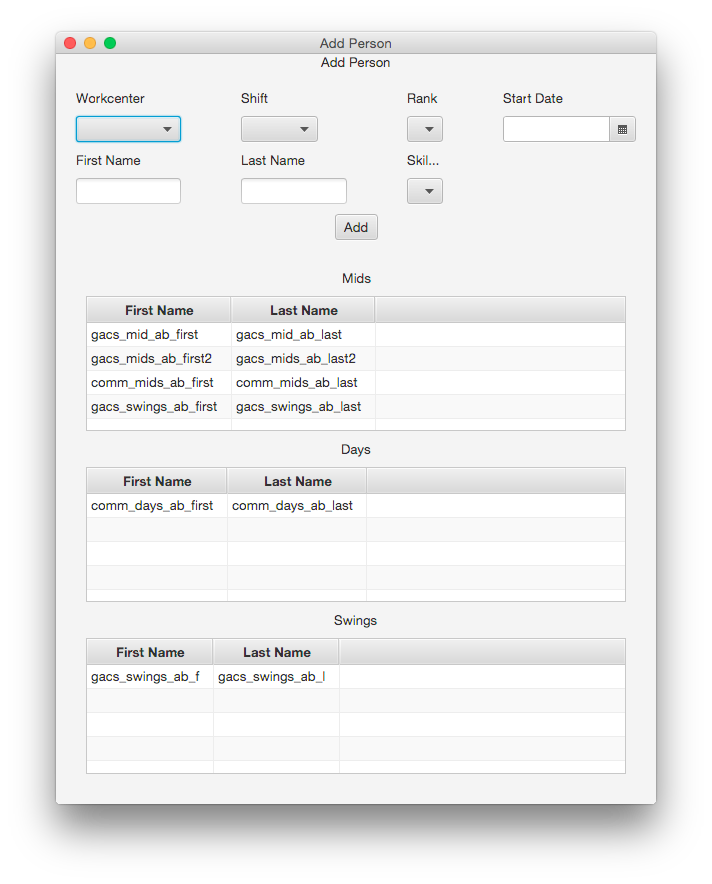 Add Person
Add Person
Workcenter Shift Rank Start Date
First Name Last Name Skil...
Add
Mids
First Name Last Name
gacs_mid_ab_first gacs_mid_ab_last
gacs_mids_ab_first2 gacs_mids_ab_last2
comm_mids_ab_first comm_mids_ab_last
gacs_swings_ab_first gacs_swings_ab_last
Days
First Name Last Name
comm_days_ab_first comm_days_ab_last
Swings
First Name Last Name
gacs_swings_ab_f gacs_swings_ab_l